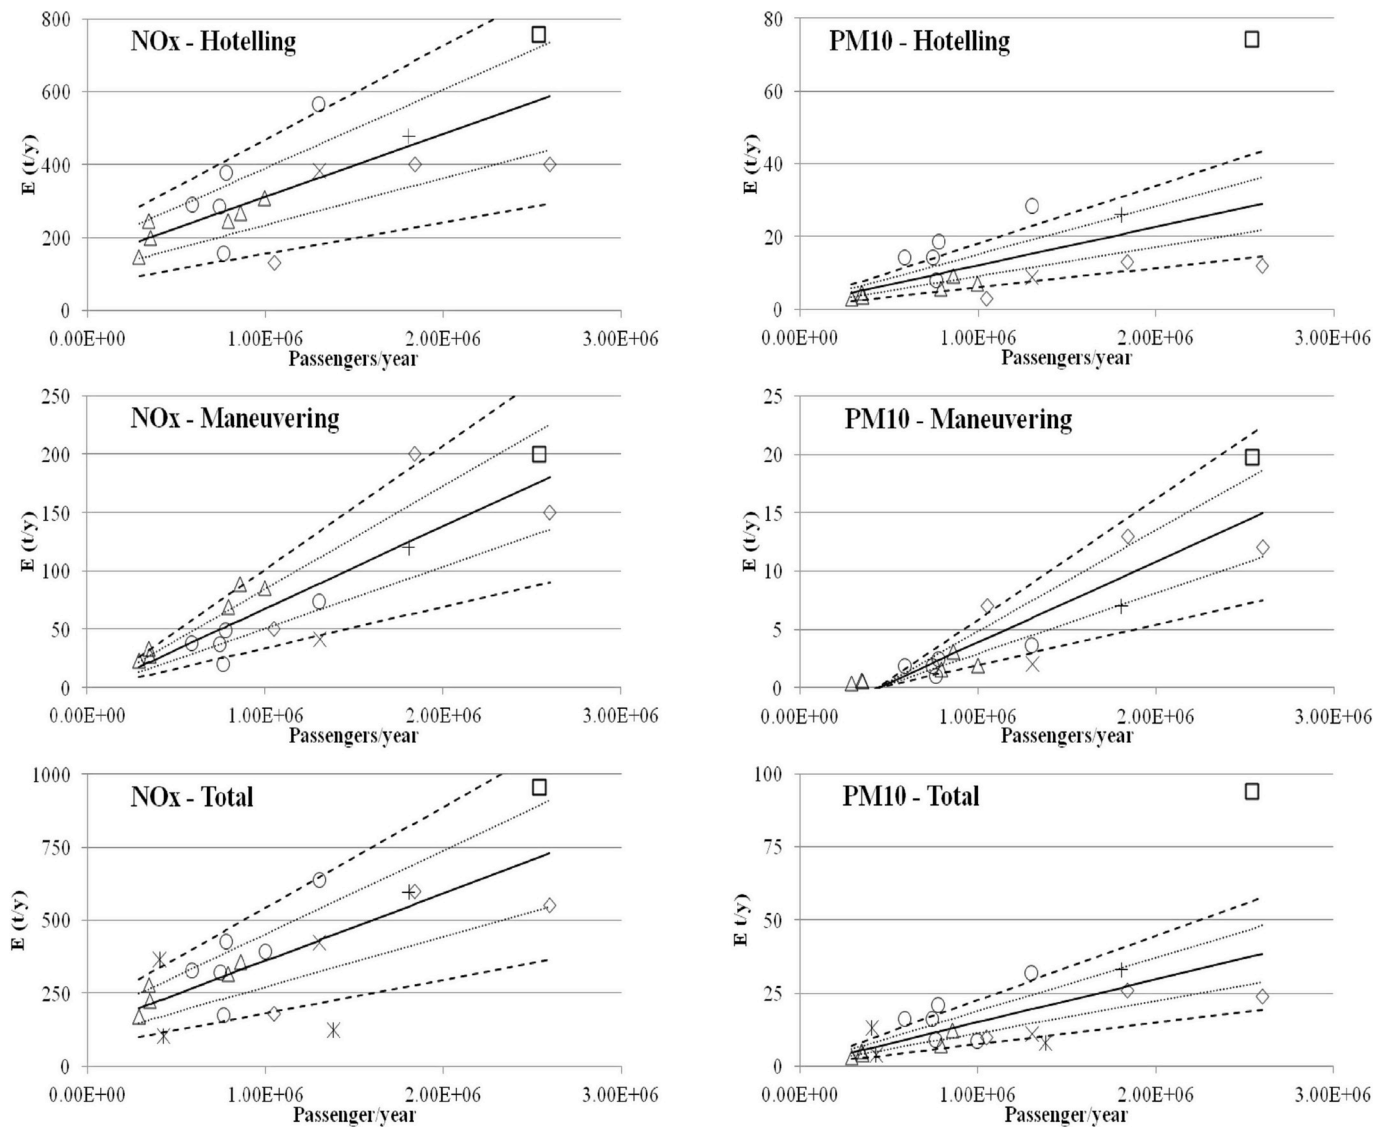 NOx - Hotelling
800
600
400
200
0
E (t/y)
0.00E+00 1.00E+06 2.00E+06 3.00E+06
Passengers/year
PM10 - Hotelling
80
60
40
20
0
E (t/y)
0.00E+00 1.00E+06 2.00E+06 3.00E+06
Passengers/year
NOx - Maneuvering
250
200
150
100
50
0
E (t/y)
0.00E+00 1.00E+06 2.00E+06 3.00E+06
Passengers/year
PM10 - Maneuvering
25
20
15
10
5
0
E (t/y)
0.00E+00 1.00E+06 2.00E+06 3.00E+06
Passengers/year
NOx - Total
1000
750
500
250
0
E (t/y)
0.00E+00 1.00E+06 2.00E+06 3.00E+06
Passenger/year
PM10 - Total
100
75
50
25
0
E t/y)
0.00E+00 1.00E+06 2.00E+06 3.00E+06
Passenger/year